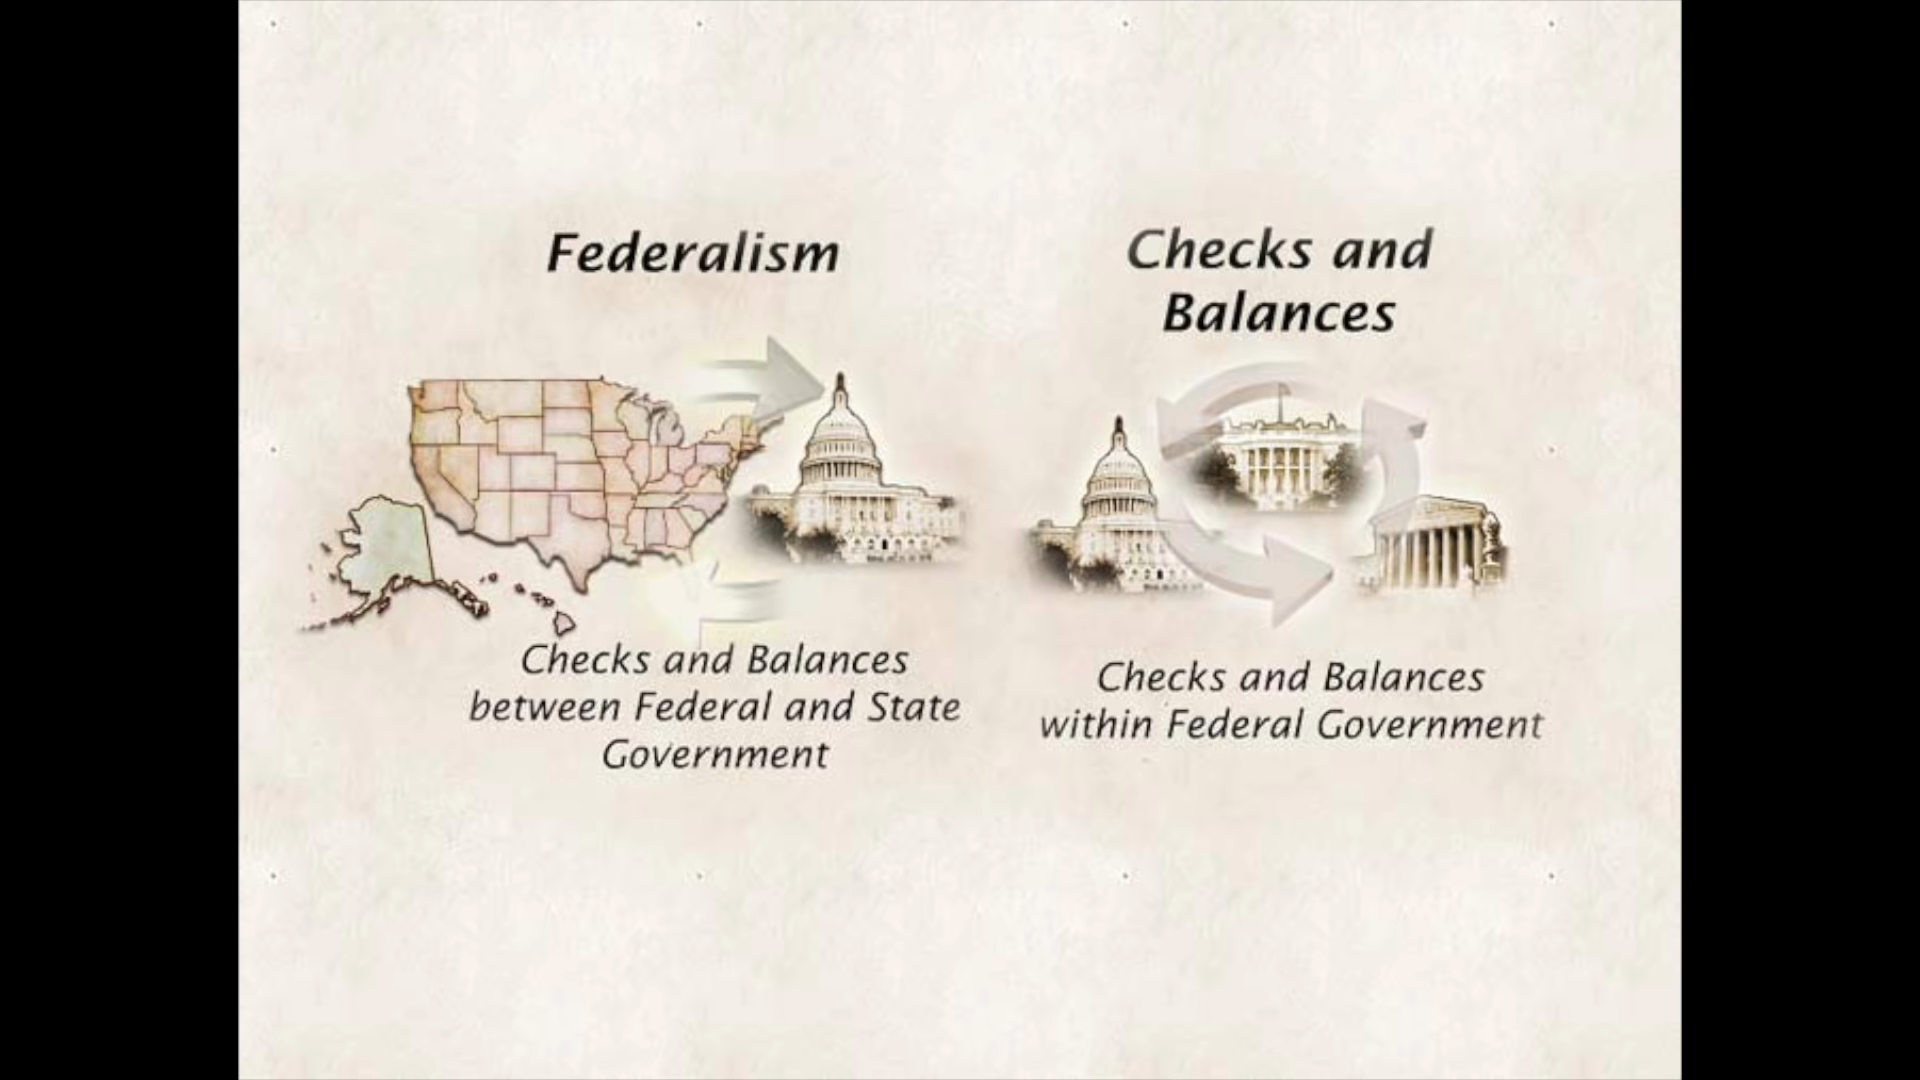 Federalism
Checks and Balances
between Federal and State
Government
Checks and
Balances
Checks and Balances
within Federal Government